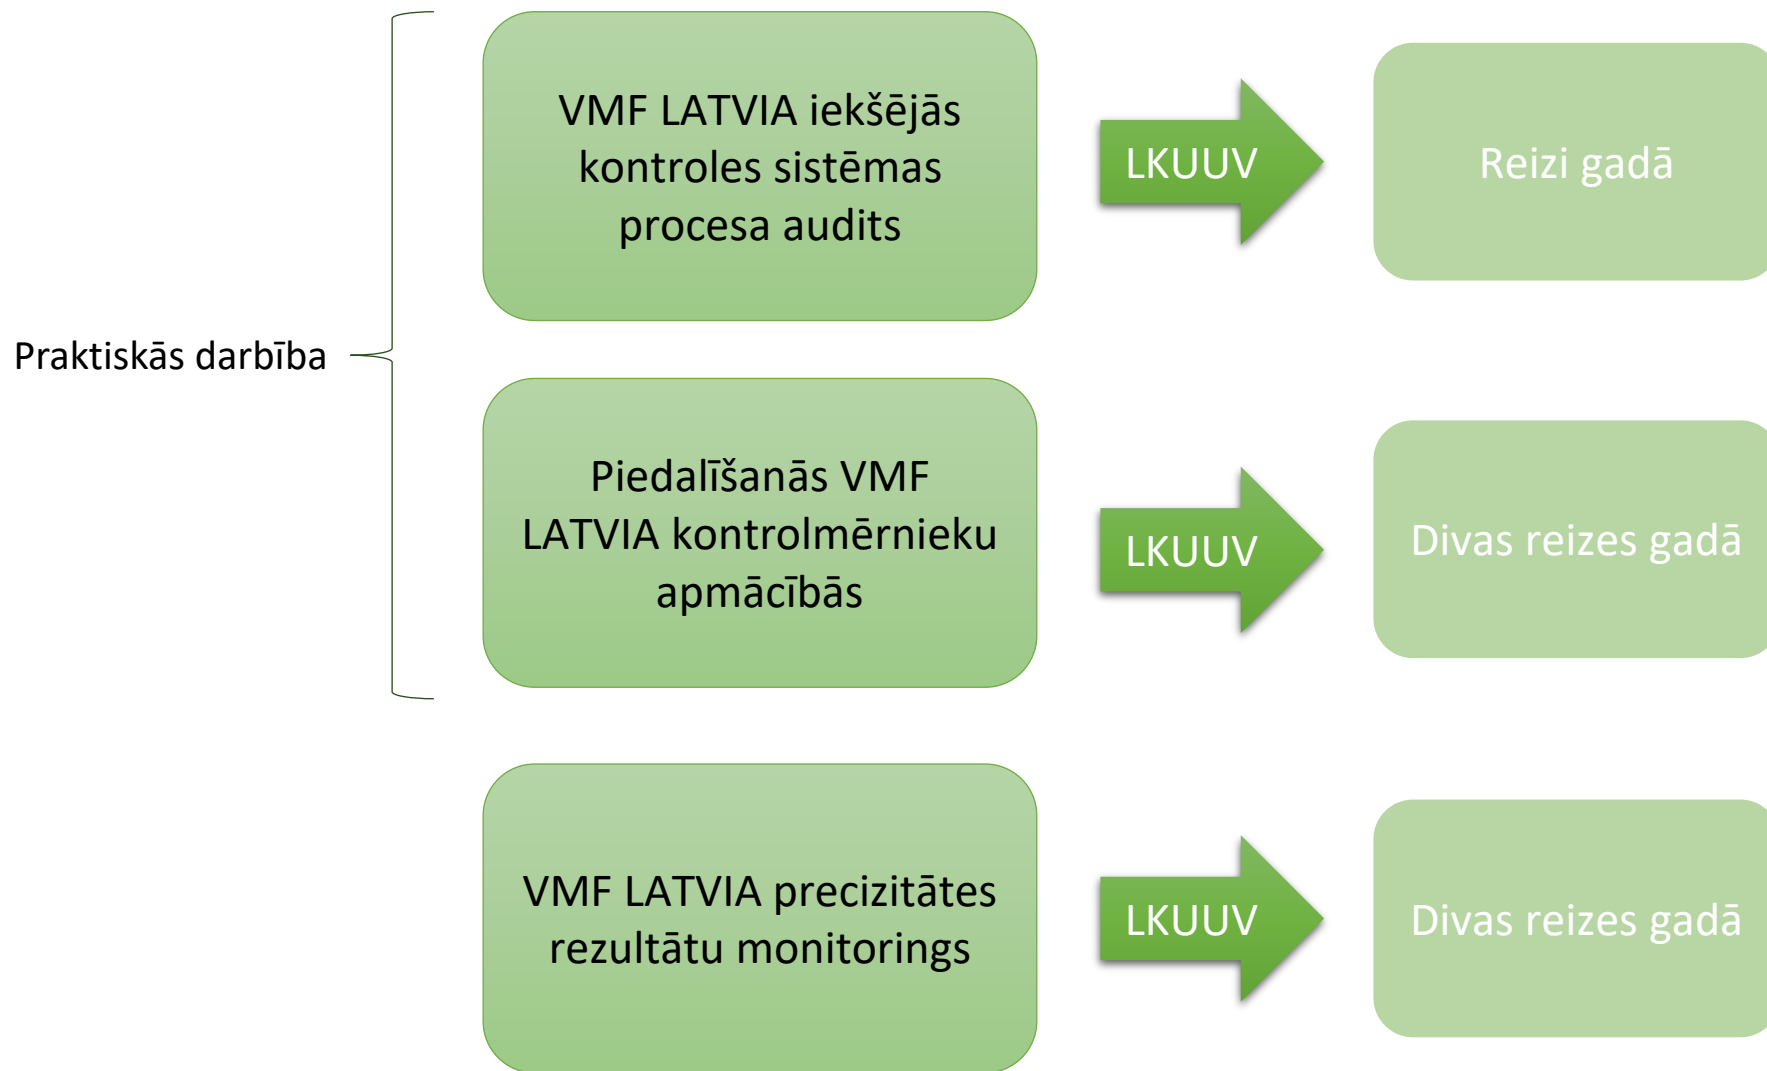 VMF LATVIA iekšējās
kontroles sistēmas
procesa audits
LKUUV
Reizi gadā
Praktiskās darbība
Piedalīšanās VMF
LATVIA kontrolmērnieku
apmācībās
LKUUV
Divas reizes gadā
VMF LATVIA precizitātes
rezultātu monitorings
LKUUV
Divas reizes gadā